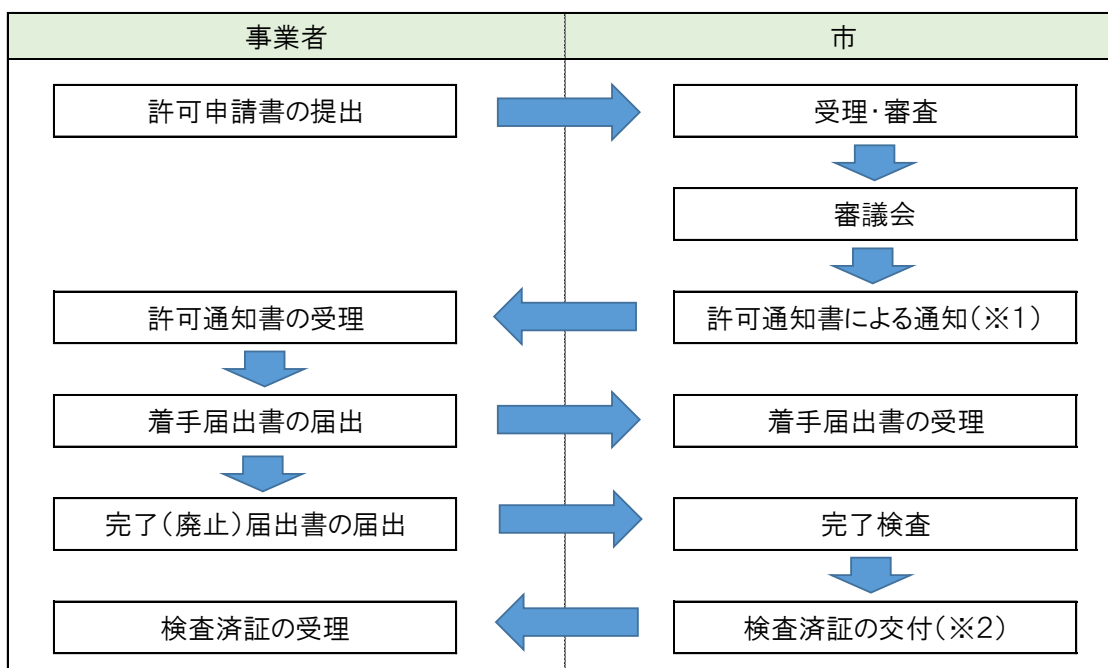 事業者
市
許可申請書の提出
受理・審査
審議会
許可通知書の受理
許可通知書による通知(※1)
着手届出書の届出
着手届出書の受理
完了(廃止)届出書の届出
完了検査
検査済証の受理
検査済証の交付(※2)